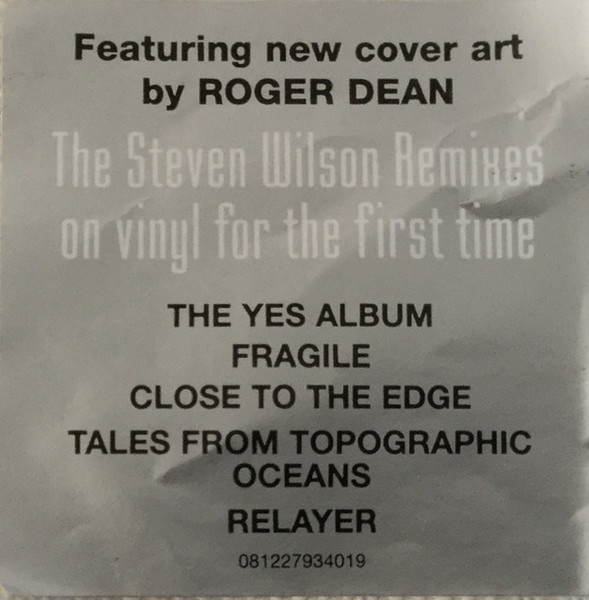 Featuring new cover art
by ROGER DEAN
The Steven Wilson Remixes
on vinyl for the first time
THE YES ALBUM
FRAGILE
CLOSE TO THE EDGE
TALES FROM TOPOGRAPHIC
OCEANS
RELAYER
081227934019